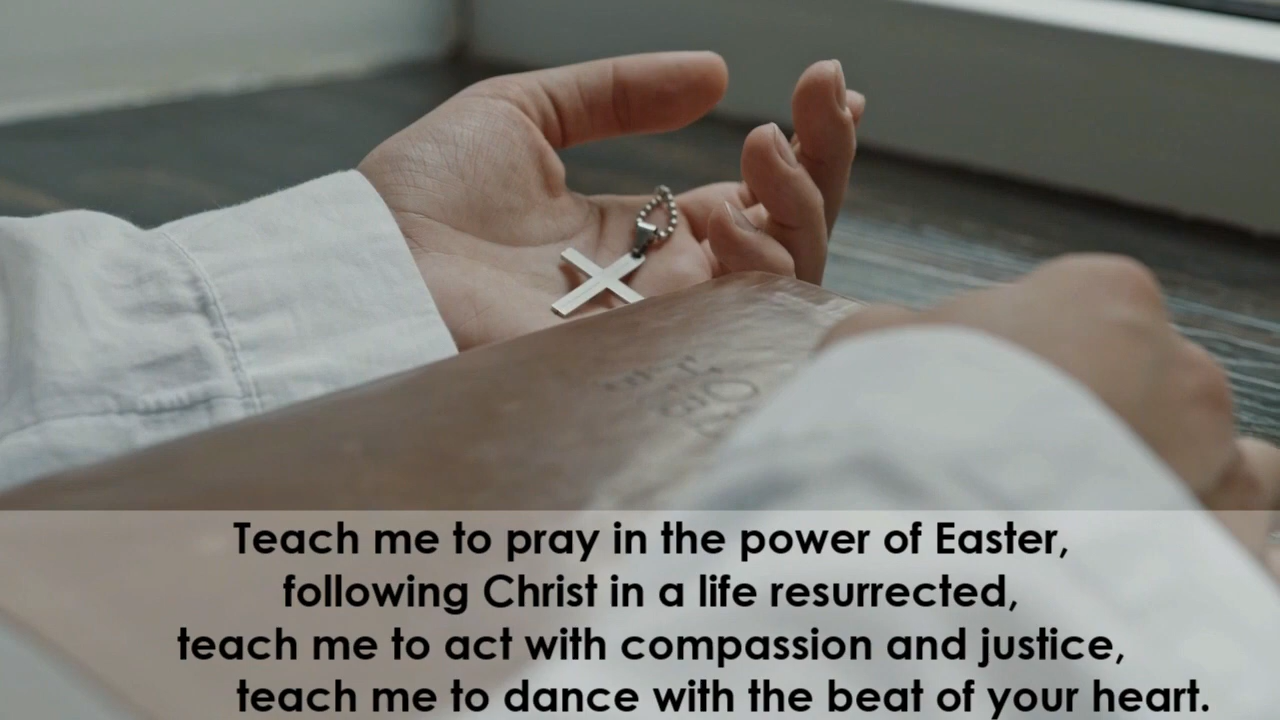 Teach me to pray in the power of Easter,
following Christ in a life resurrected,
teach me to act with compassion and justice,
teach me to dance with the beat of your heart.